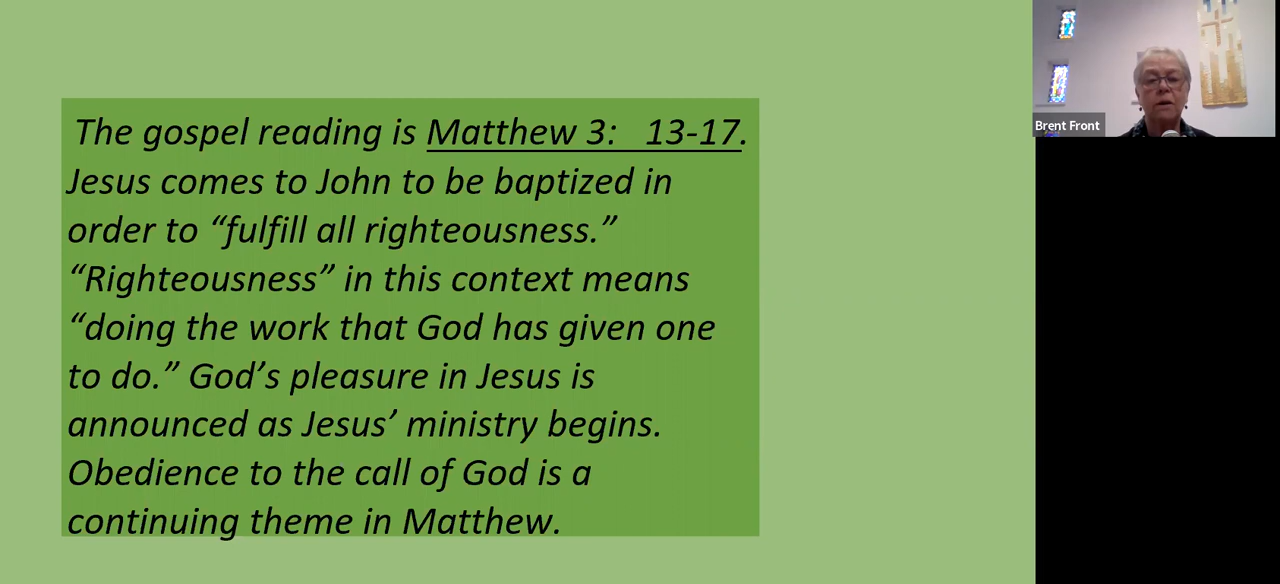 The gospel reading is Matthew 3: 13-17.
Jesus comes to John to be baptized in
order to “fulfill all righteousness.”
“Righteousness” in this context means
“doing the work that God has given one
to do.” God’s pleasure in Jesus is
announced as Jesus’ ministry begins.
Obedience to the call of God is a
continuing theme in Matthew.
Brent Front